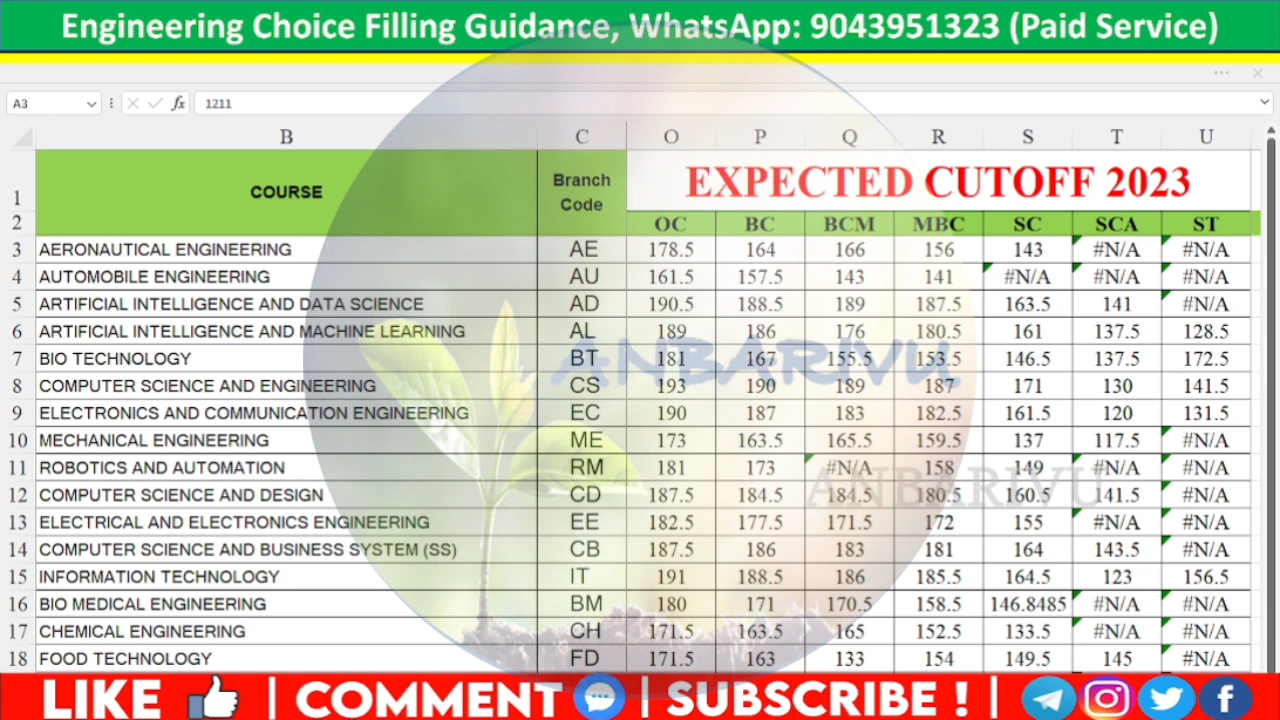 Engineering Choice Filling Guidance, WhatsApp: 9043951323 (Paid Service)
A3 fx 1211
B C O P Q R S T U
1 COURSE Branch Code EXPECTED CUTOFF 2023
2 OC BC BCM MBC SC SCA ST
3 AERONAUTICAL ENGINEERING AE 178.5 164 166 156 143 #N/A #N/A
4 AUTOMOBILE ENGINEERING AU 161.5 157.5 143 141 #N/A #N/A #N/A
5 ARTIFICIAL INTELLIGENCE AND DATA SCIENCE AD 190.5 188.5 189 187.5 163.5 141 #N/A
6 ARTIFICIAL INTELLIGENCE AND MACHINE LEARNING AL 189 186 176 180.5 161 137.5 128.5
7 BIO TECHNOLOGY BT 181 167 155.5 153.5 146.5 137.5 172.5
ANBARIVU
8 COMPUTER SCIENCE AND ENGINEERING CS 193 190 189 187 171 130 141.5
9 ELECTRONICS AND COMMUNICATION ENGINEERING EC 190 187 183 182.5 161.5 120 131.5
10 MECHANICAL ENGINEERING ME 173 163.5 165.5 159.5 137 117.5 #N/A
11 ROBOTICS AND AUTOMATION RM 181 173 #N/A 158 149 #N/A #N/A
ANBARIVU
12 COMPUTER SCIENCE AND DESIGN CD 187.5 184.5 184.5 180.5 160.5 141.5 #N/A
13 ELECTRICAL AND ELECTRONICS ENGINEERING EE 182.5 177.5 171.5 172 155 #N/A #N/A
14 COMPUTER SCIENCE AND BUSINESS SYSTEM (SS) CB 187.5 186 183 181 164 143.5 #N/A
15 INFORMATION TECHNOLOGY IT 191 188.5 186 185.5 164.5 123 156.5
16 BIO MEDICAL ENGINEERING BM 180 171 170.5 158.5 146.8485 #N/A #N/A
17 CHEMICAL ENGINEERING CH 171.5 163.5 165 152.5 133.5 #N/A #N/A
18 FOOD TECHNOLOGY FD 171.5 163 133 154 149.5 145 #N/A
LIKE | COMMENT | SUBSCRIBE ! |